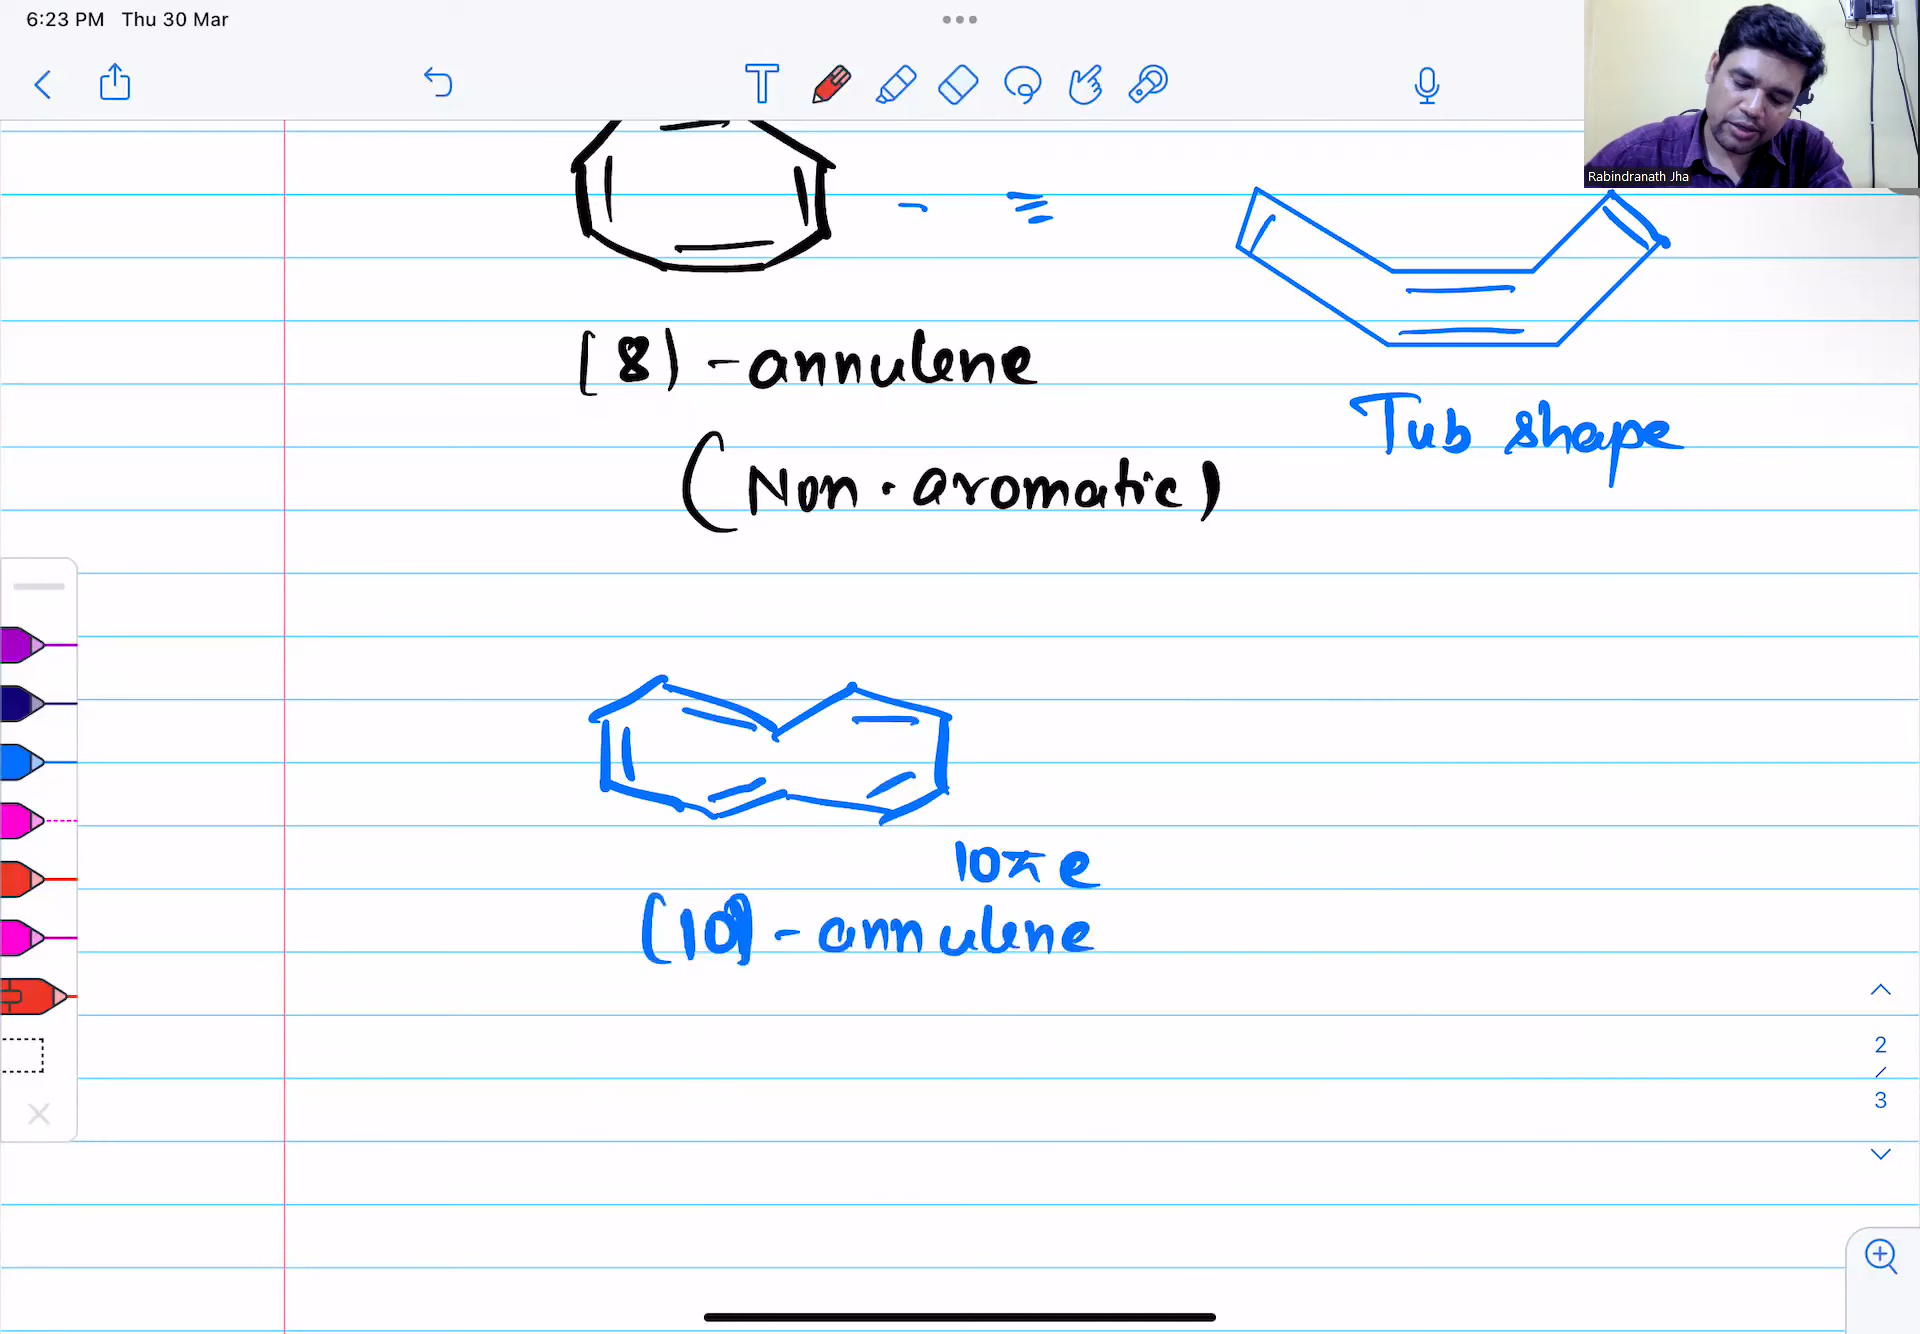 6:23 PM Thu 30 Mar
Rabindranath Jha
[8) - annulene
Tub shape
(Non-aromatic)
10π e
[10] - annulene
2
/
3